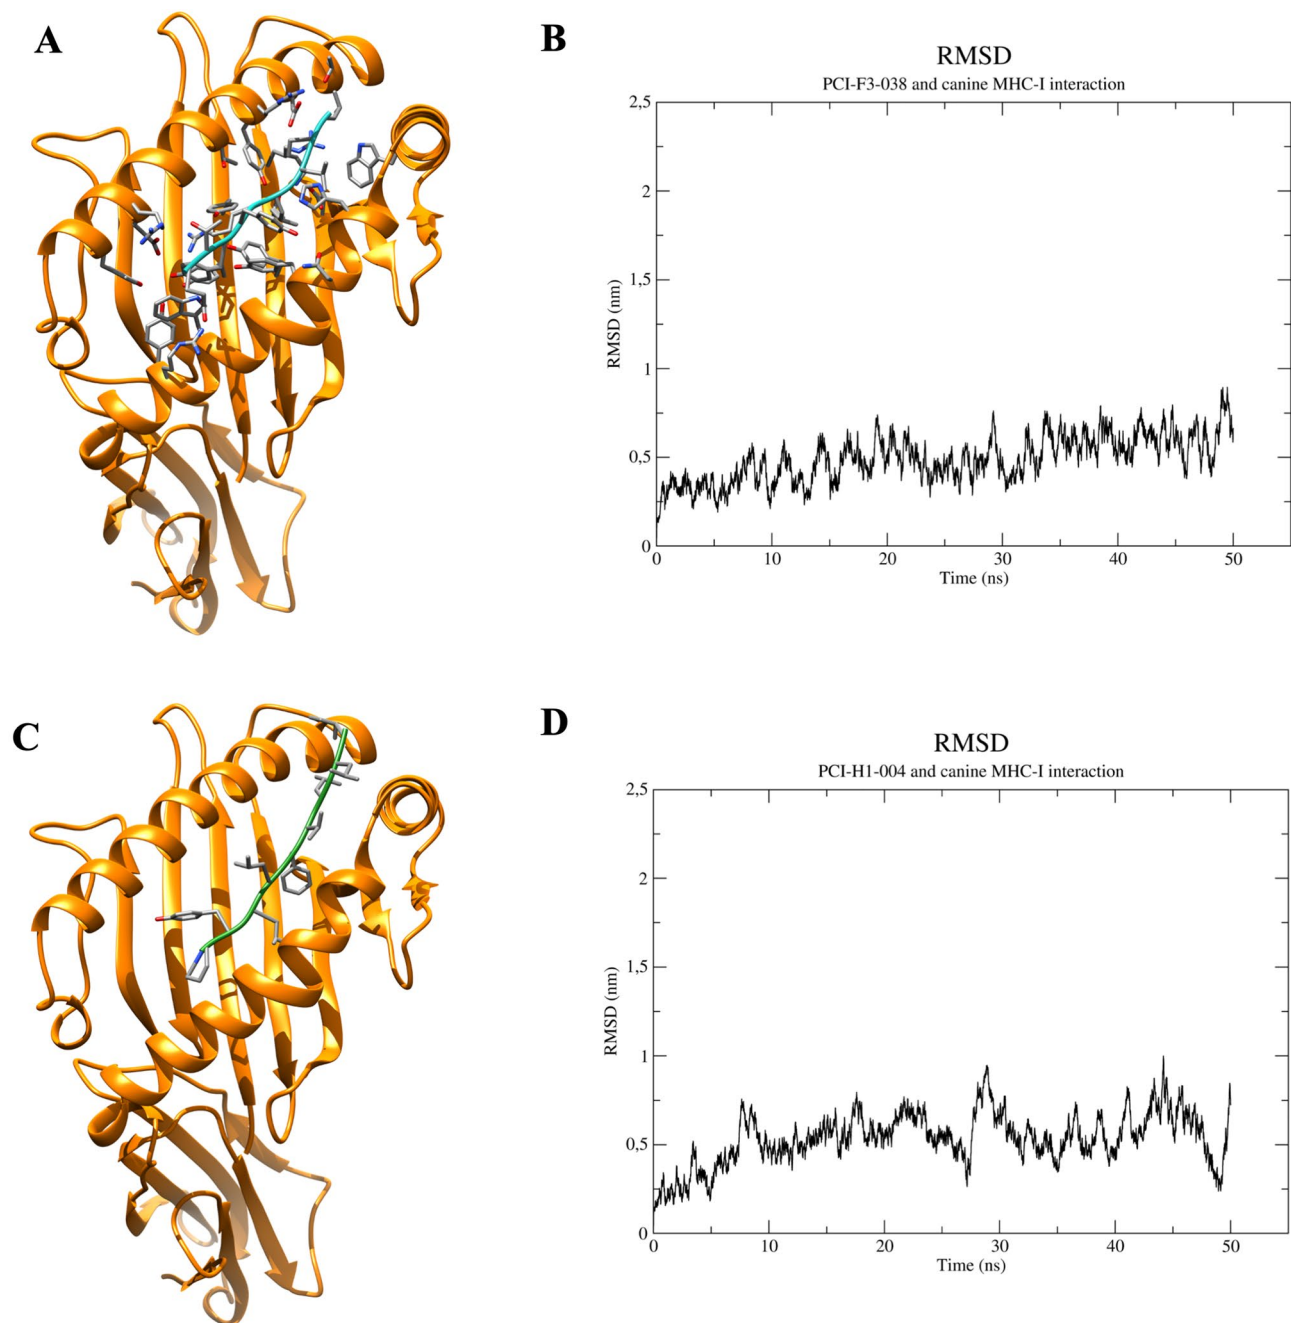 A
B
RMSD
PCI-F3-038 and canine MHC-I interaction
2,5
2
1,5
1
0,5
0
RMSD (nm)
0 10 20 30 40 50
Time (ns)
C
D
RMSD
PCI-H1-004 and canine MHC-I interaction
2,5
2
1,5
1
0,5
0
RMSD (nm)
0 10 20 30 40 50
Time (ns)